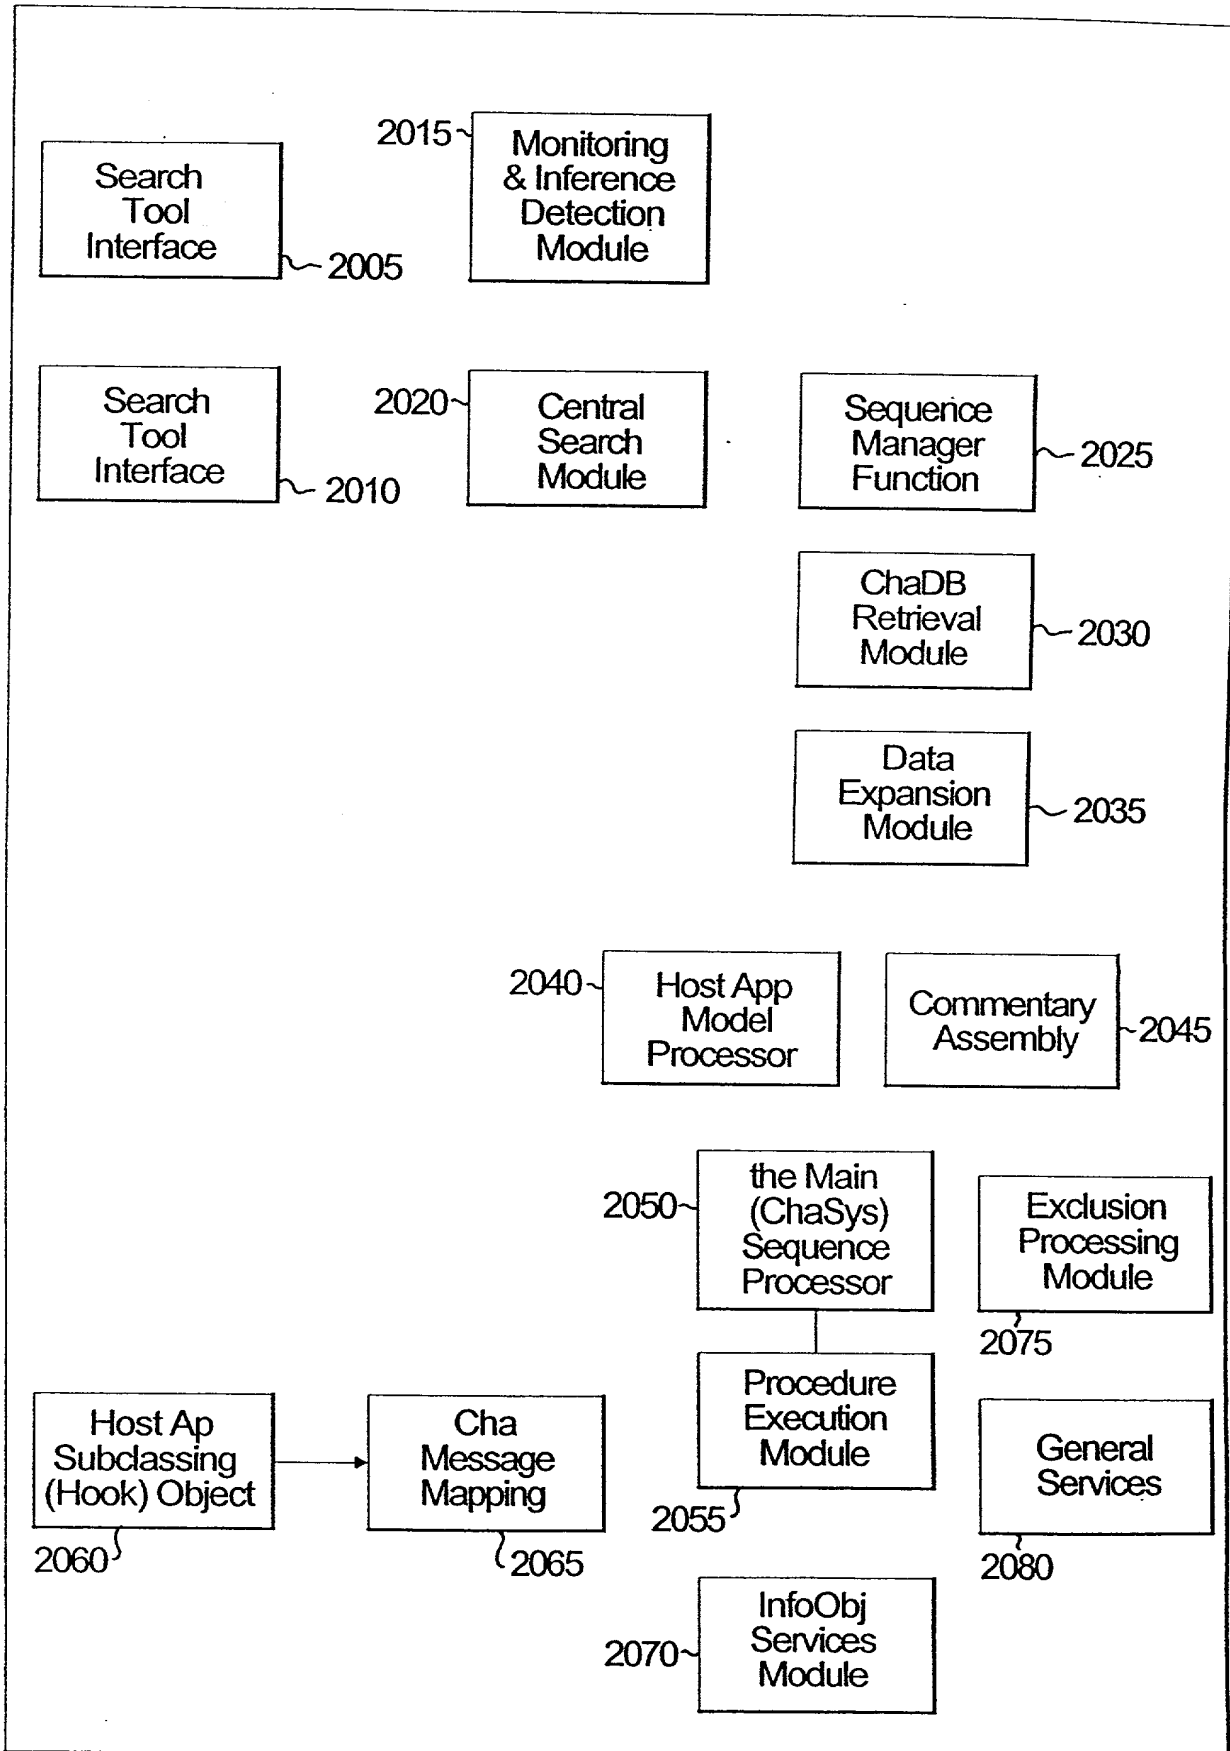 Search
Tool
Interface
2005
2015
Monitoring
& Inference
Detection
Module
Search
Tool
Interface
2010
2020
Central
Search
Module
Sequence
Manager
Function
2025
ChaDB
Retrieval
Module
2030
Data
Expansion
Module
2035
2040
Host App
Model
Processor
Commentary
Assembly
2045
2050
the Main
(ChaSys)
Sequence
Processor
Exclusion
Processing
Module
2075
Procedure
Execution
Module
2055
Host Ap
Subclassing
(Hook) Object
2060
Cha
Message
Mapping
2065
General
Services
2080
2070
InfoObj
Services
Module